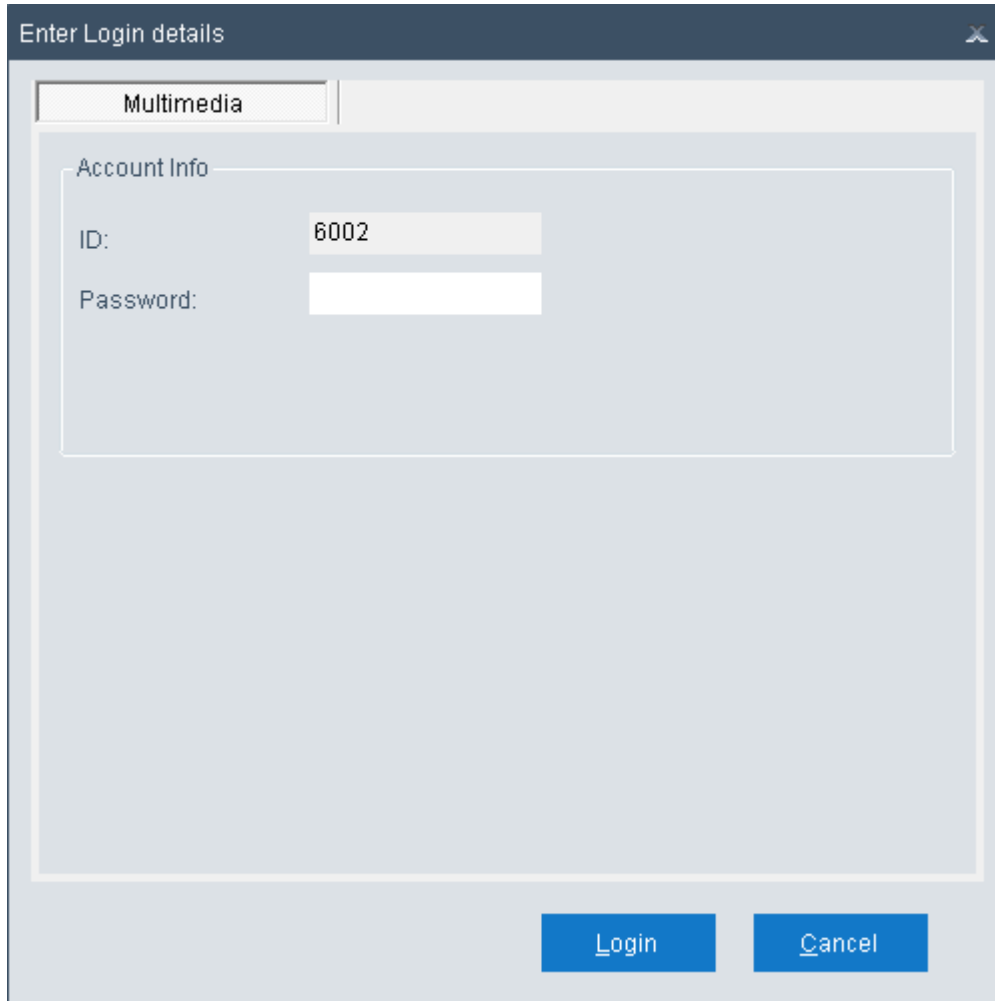 Enter Login details
Multimedia
Account Info
ID: 6002
Password:
Login Cancel